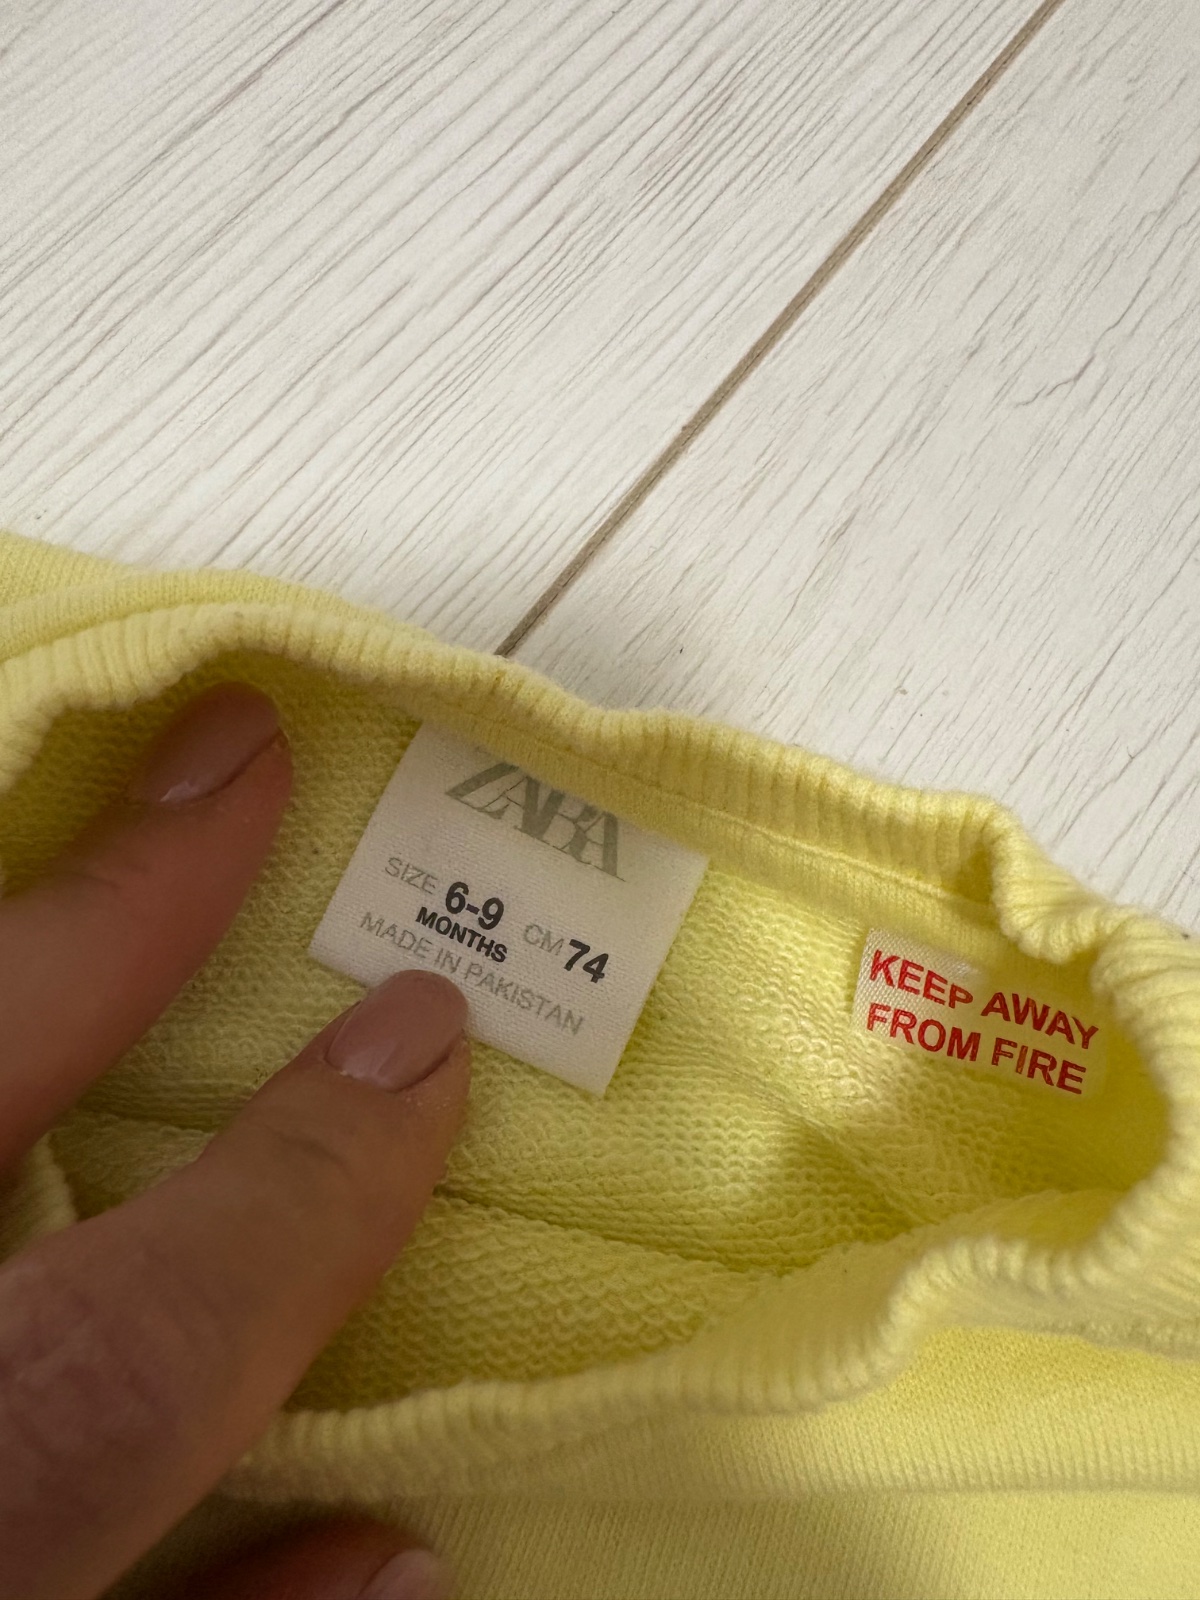 ZARA
SIZE 6-9 MONTHS CM 74
MADE IN PAKISTAN
KEEP AWAY
FROM FIRE